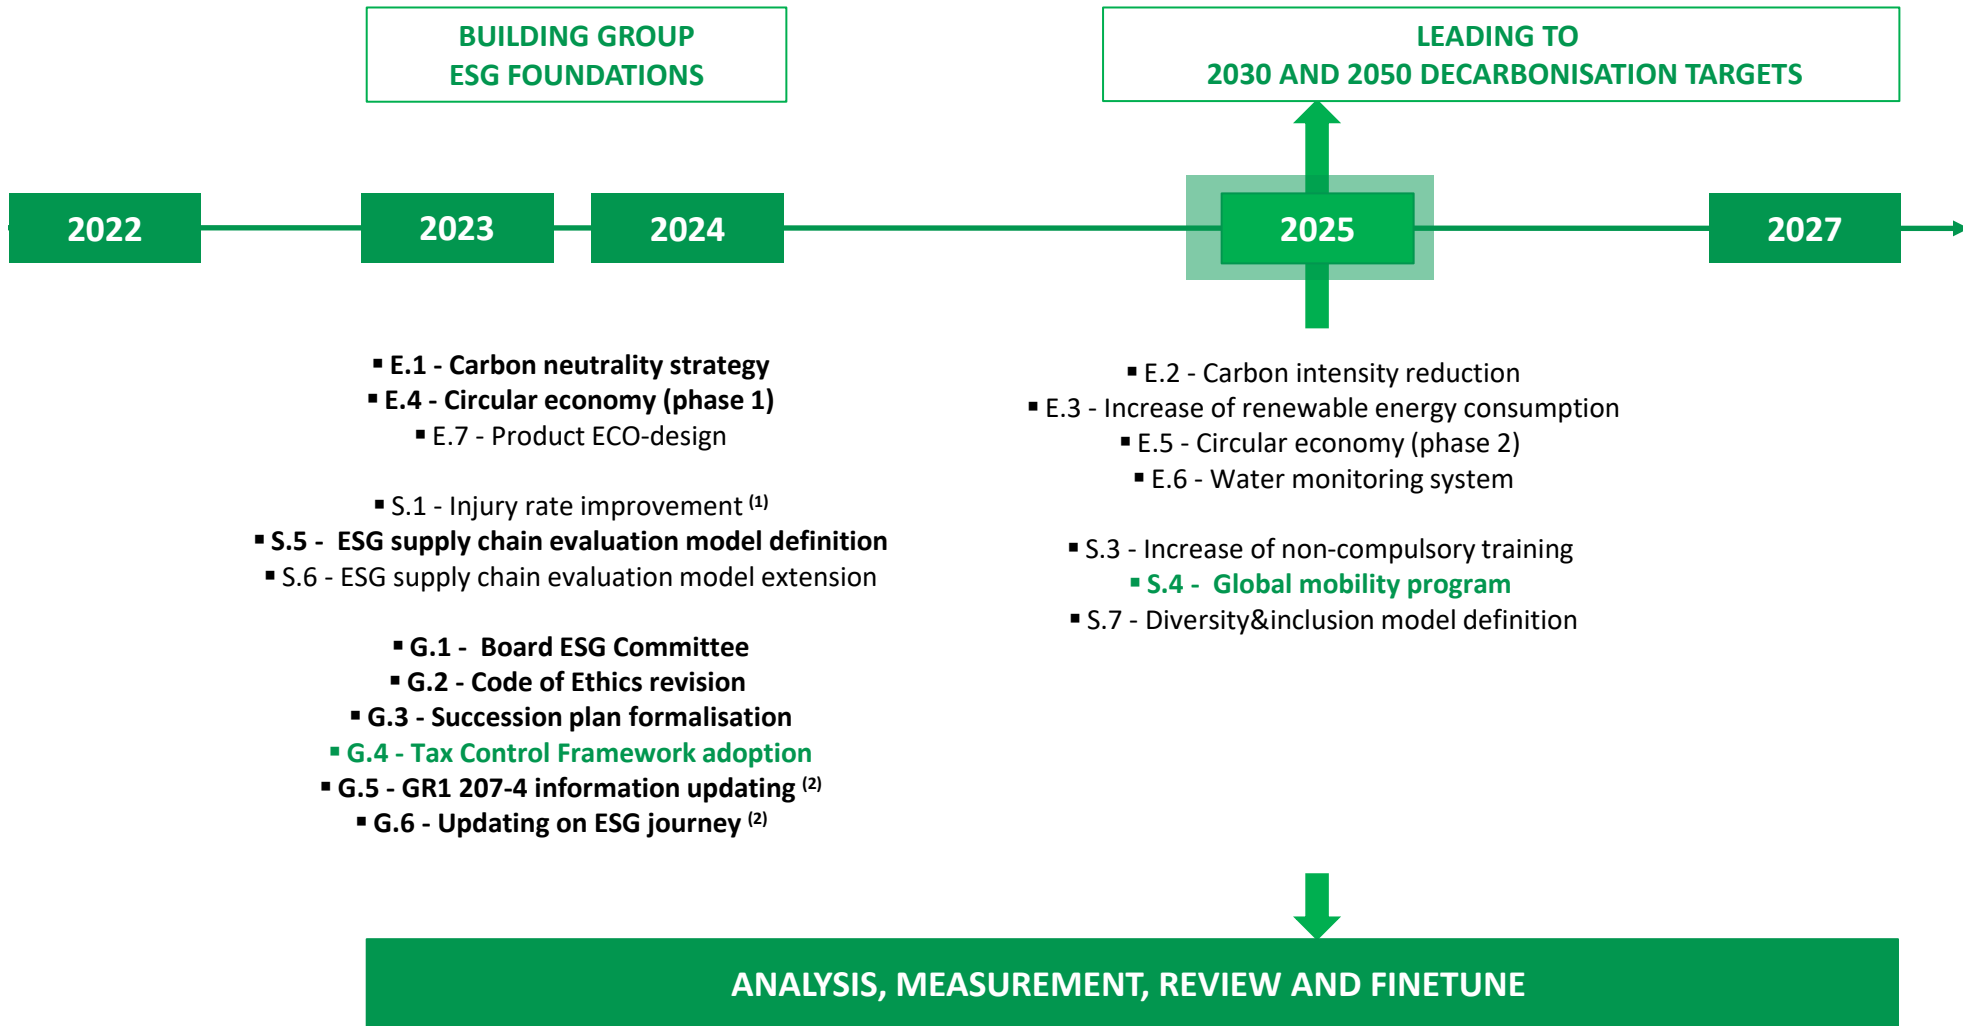 BUILDING GROUP
ESG FOUNDATIONS
LEADING TO
2030 AND 2050 DECARBONISATION TARGETS
2022
2023
2024
2025
2027
▪ E.1 - Carbon neutrality strategy
▪ E.4 - Circular economy (phase 1)
▪ E.7 - Product ECO-design
▪ S.1 - Injury rate improvement (1)
▪ S.5 - ESG supply chain evaluation model definition
▪ S.6 - ESG supply chain evaluation model extension
▪ G.1 - Board ESG Committee
▪ G.2 - Code of Ethics revision
▪ G.3 - Succession plan formalisation
▪ G.4 - Tax Control Framework adoption
▪ G.5 - GR1 207-4 information updating (2)
▪ G.6 - Updating on ESG journey (2)
▪ E.2 - Carbon intensity reduction
▪ E.3 - Increase of renewable energy consumption
▪ E.5 - Circular economy (phase 2)
▪ E.6 - Water monitoring system
▪ S.3 - Increase of non-compulsory training
▪ S.4 - Global mobility program
▪ S.7 - Diversity&inclusion model definition
ANALYSIS, MEASUREMENT, REVIEW AND FINETUNE